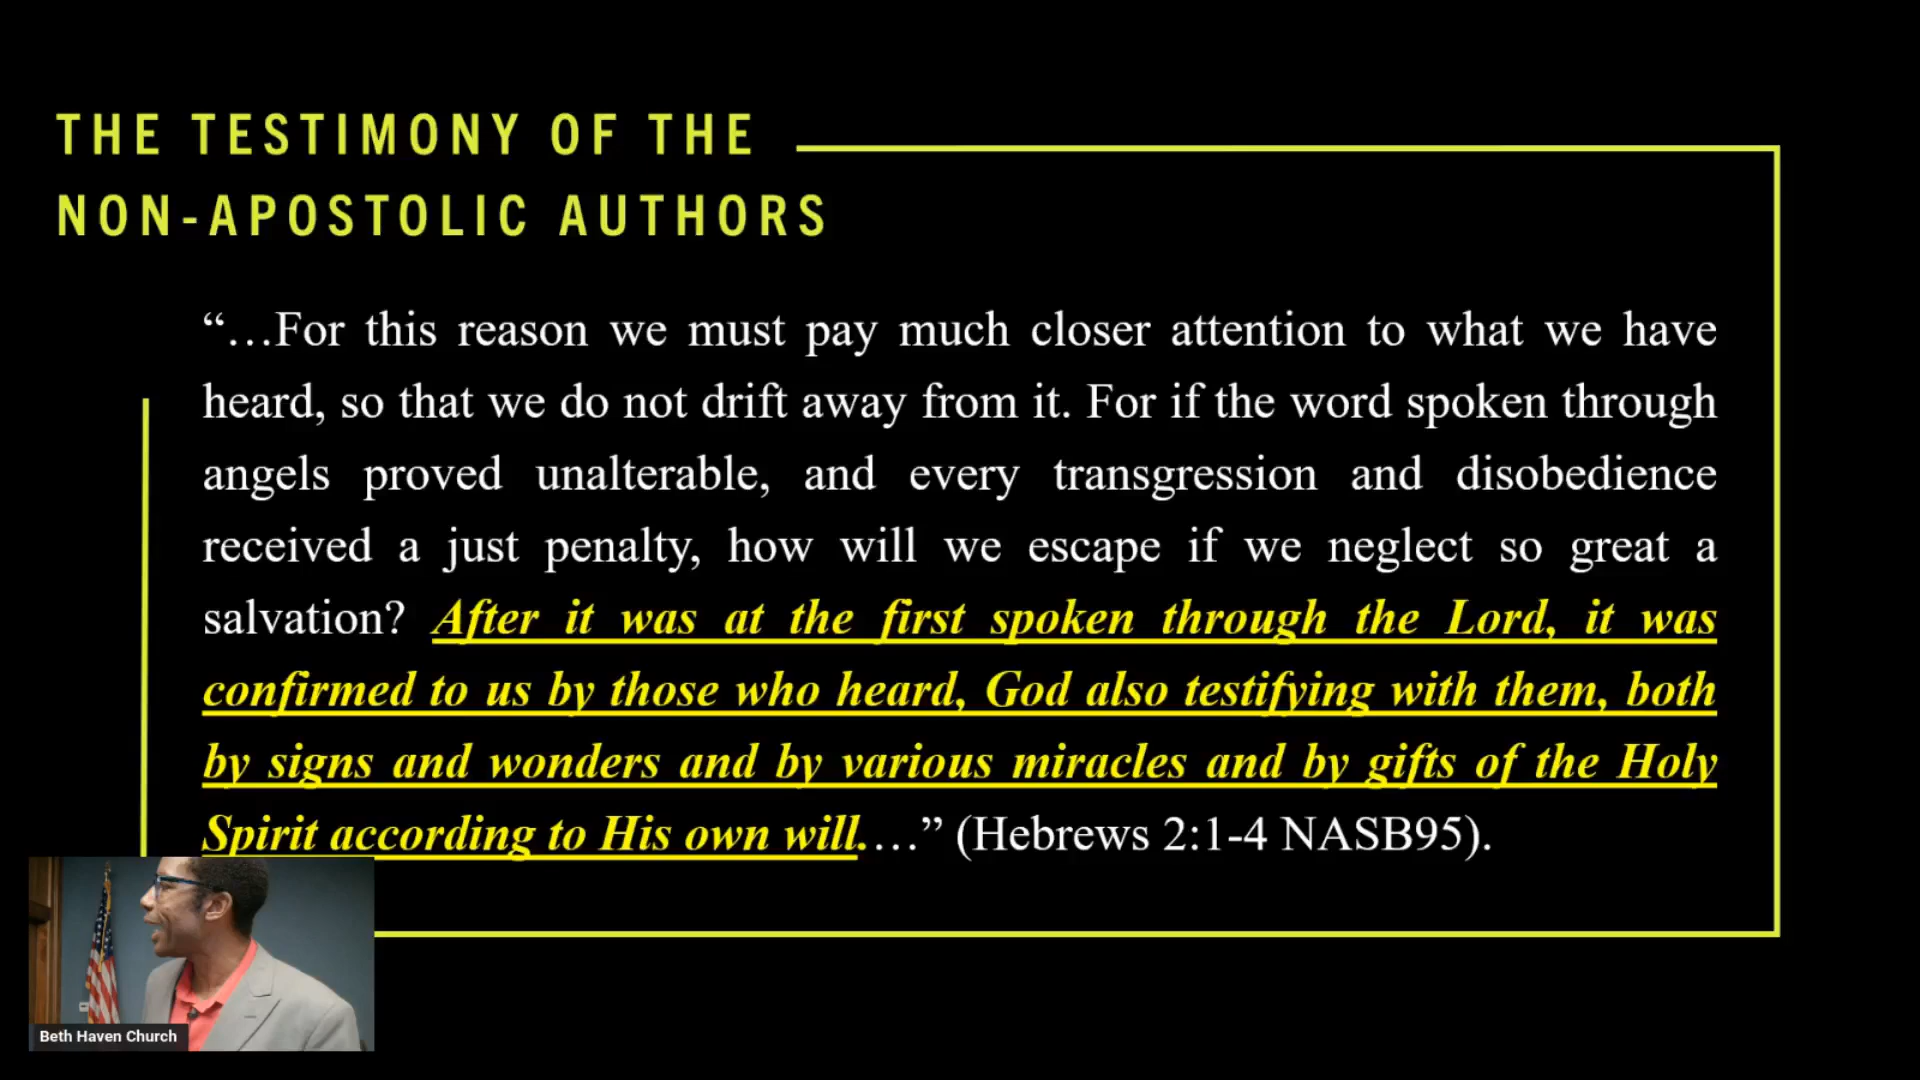 THE TESTIMONY OF THE
NON-APOSTOLIC AUTHORS
“…For this reason we must pay much closer attention to what we have
heard, so that we do not drift away from it. For if the word spoken through
angels proved unalterable, and every transgression and disobedience
received a just penalty, how will we escape if we neglect so great a
salvation? After it was at the first spoken through the Lord, it was
confirmed to us by those who heard, God also testifying with them, both
by signs and wonders and by various miracles and by gifts of the Holy
Spirit according to His own will.…” (Hebrews 2:1-4 NASB95).
Beth Haven Church